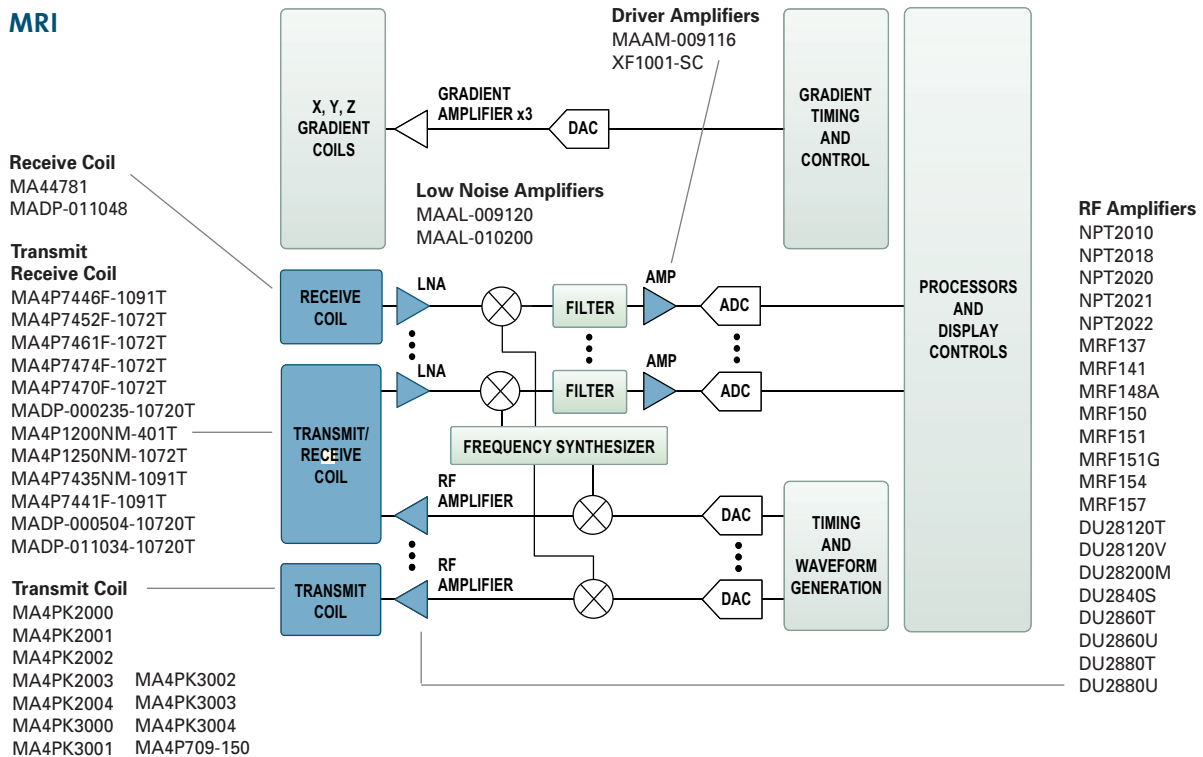 MRI
Driver Amplifiers
MAAM-009116
XF1001-SC
X, Y, Z
GRADIENT
COILS
GRADIENT
AMPLIFIER x3
DAC
GRADIENT
TIMING
AND
CONTROL
PROCESSORS
AND
DISPLAY
CONTROLS
Receive Coil
MA44781
MADP-011048
Low Noise Amplifiers
MAAL-009120
MAAL-010200
Transmit
Receive Coil
MA4P7446F-1091T
MA4P7452F-1072T
MA4P7461F-1072T
MA4P7474F-1072T
MA4P7470F-1072T
MADP-000235-10720T
MA4P1200NM-401T
MA4P1250NM-1072T
MA4P7435NM-1091T
MA4P7441F-1091T
MADP-000504-10720T
MADP-011034-10720T
RECEIVE
COIL
LNA
FILTER
AMP
ADC
TRANSMIT/
RECEIVE
COIL
LNA
FILTER
AMP
ADC
FREQUENCY SYNTHESIZER
RF
AMPLIFIER
DAC
TIMING
AND
WAVEFORM
GENERATION
TRANSMIT
COIL
RF
AMPLIFIER
DAC
Transmit Coil
MA4PK2000
MA4PK2001
MA4PK2002
MA4PK2003
MA4PK2004
MA4PK3000
MA4PK3001
MA4PK3002
MA4PK3003
MA4PK3004
MA4P709-150
RF Amplifiers
NPT2010
NPT2018
NPT2020
NPT2021
NPT2022
MRF137
MRF141
MRF148A
MRF150
MRF151
MRF151G
MRF154
MRF157
DU28120T
DU28120V
DU28200M
DU2840S
DU2860T
DU2860U
DU2880T
DU2880U